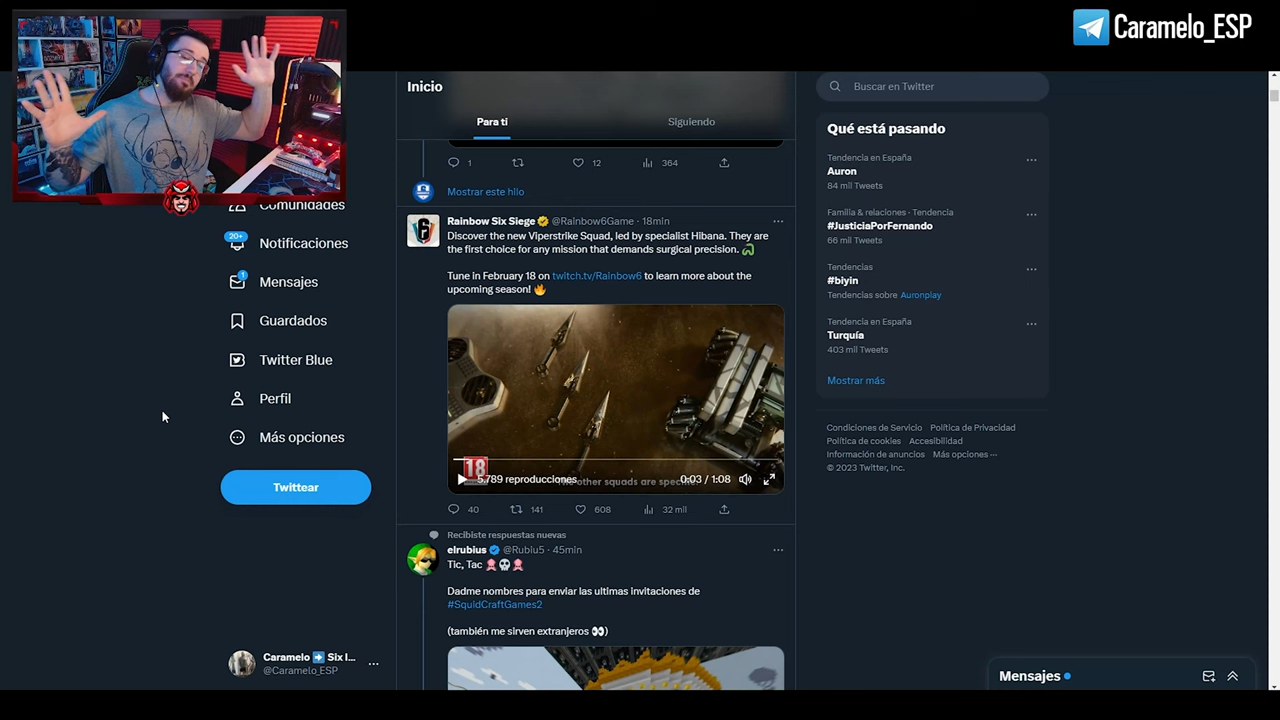 Caramelo_ESP
Inicio
Para ti
Siguiendo
1
12
364
Mostrar este hilo
Comunidades
20+
Notificaciones
1
Mensajes
Guardados
Twitter Blue
Perfil
Más opciones
Twittear
Caramelo ➡️ Six I...
@Caramelo_ESP
Rainbow Six Siege @Rainbow6Game · 18min
Discover the new Viperstrike Squad, led by specialist Hibana. They are
the first choice for any mission that demands surgical precision.
Tune in February 18 on twitch.tv/Rainbow6 to learn more about the
upcoming season! 🔥
18
5.789 reproducciones
other squads are
0:03 / 1:08
40
141
608
32 mil
Recibiste respuestas nuevas
elrubius @Rubiu5 · 45min
Tic, Tac
Dadme nombres para enviar las ultimas invitaciones de
#SquidCraftGames2
(también me sirven extranjeros 👀)
Buscar en Twitter
Qué está pasando
Tendencia en España
Auron
84 mil Tweets
Familia & relaciones · Tendencia
#JusticiaPorFernando
66 mil Tweets
Tendencias
#biyin
Tendencias sobre Auronplay
Tendencia en España
Turquía
403 mil Tweets
Mostrar más
Condiciones de Servicio Política de Privacidad
Política de cookies Accesibilidad
Información de anuncios Más opciones ···
© 2023 Twitter, Inc.
Mensajes